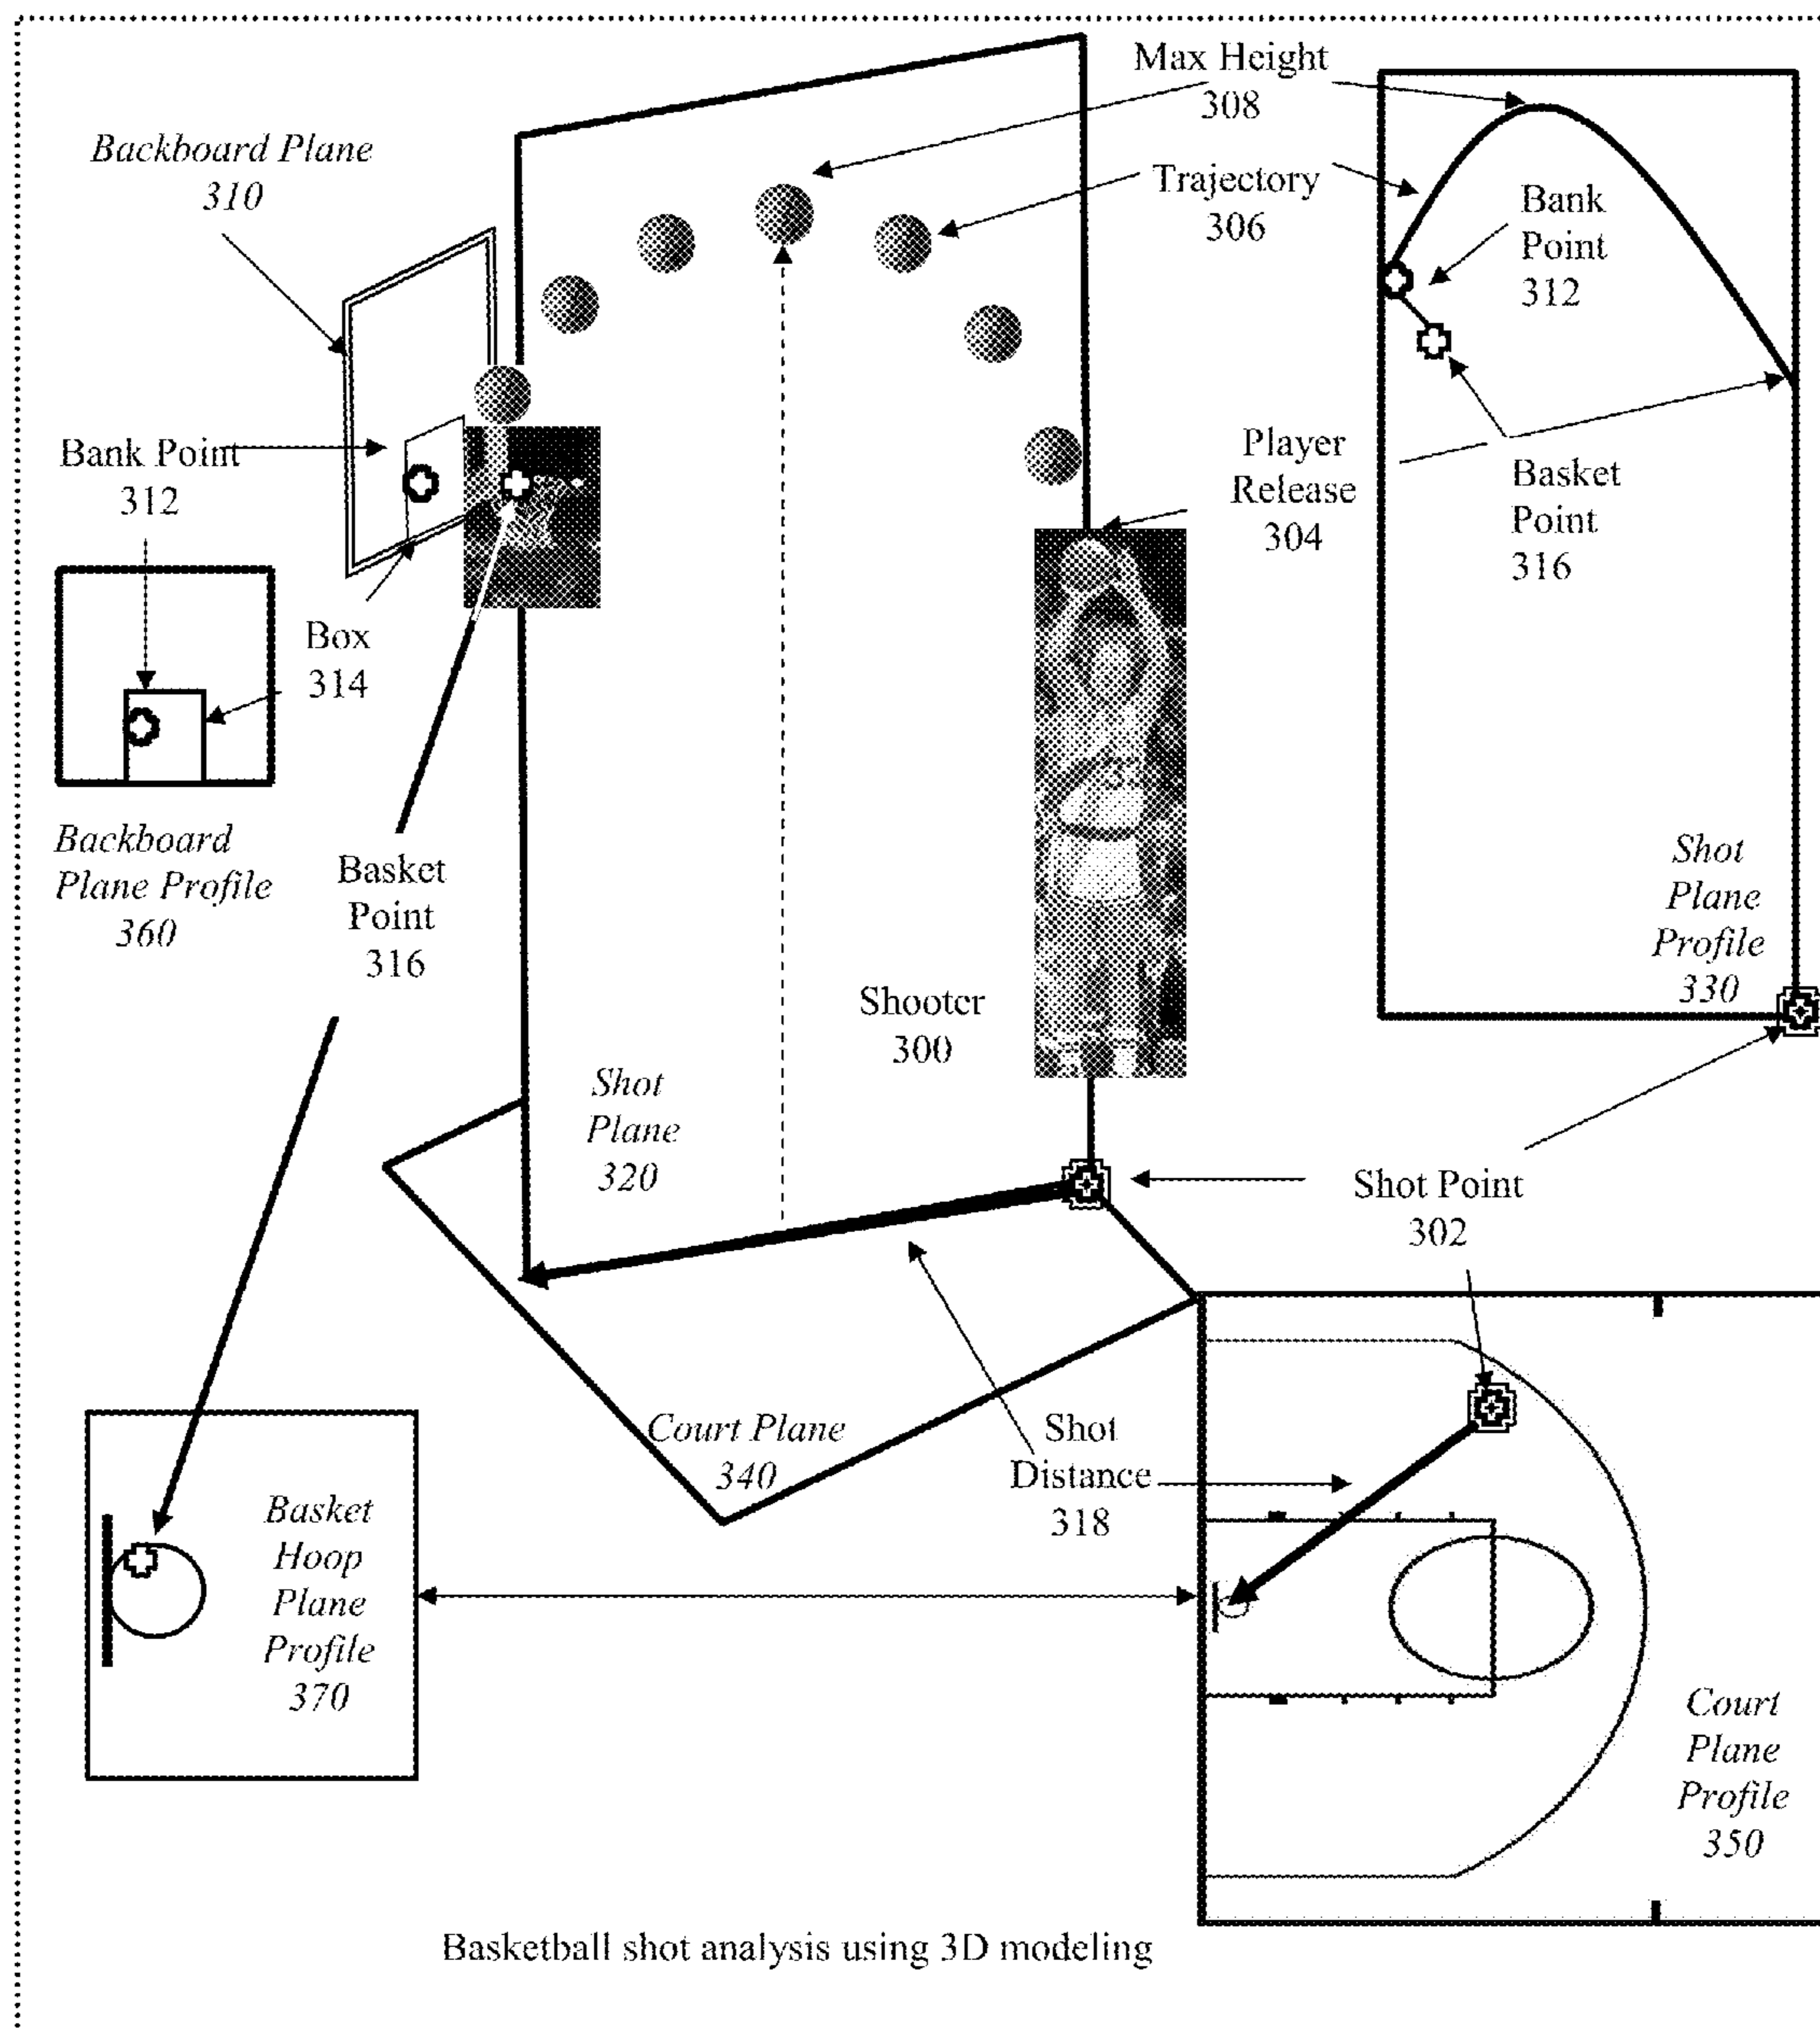 Max Height
308
Backboard Plane
310
Trajectory
306
Bank
Point
312
Bank Point
312
Player
Release
304
Basket
Point
316
Box
314
Backboard
Plane Profile
360
Basket
Point
316
Shot
Plane
Profile
330
Shooter
300
Shot
Plane
320
Shot Point
302
Court Plane
340
Shot
Distance
318
Basket
Hoop
Plane
Profile
370
Court
Plane
Profile
350
Basketball shot analysis using 3D modeling